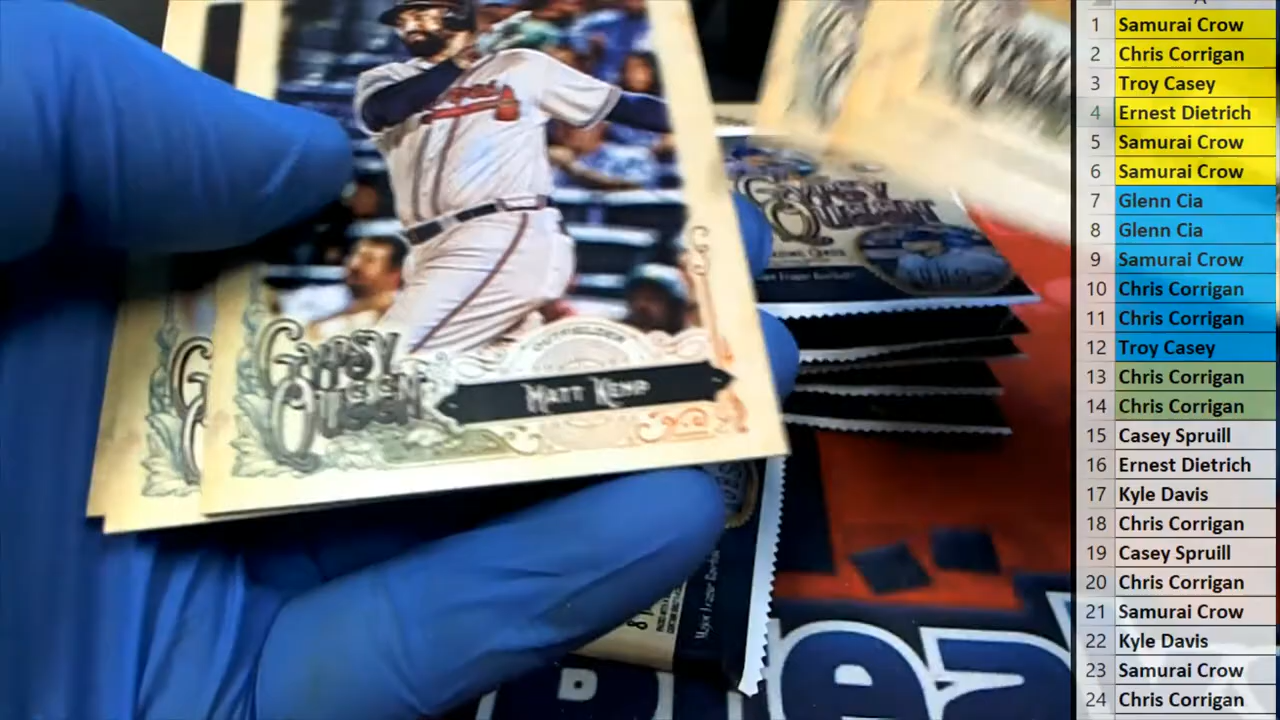 Braves
GYPSY
QUEEN
OUTFIELDER
MATT KEMP
GYPSY
QUEEN
Brea
A
1 Samurai Crow
2 Chris Corrigan
3 Troy Casey
4 Ernest Dietrich
5 Samurai Crow
6 Samurai Crow
7 Glenn Cia
8 Glenn Cia
9 Samurai Crow
10 Chris Corrigan
11 Chris Corrigan
12 Troy Casey
13 Chris Corrigan
14 Chris Corrigan
15 Casey Spruill
16 Ernest Dietrich
17 Kyle Davis
18 Chris Corrigan
19 Casey Spruill
20 Chris Corrigan
21 Samurai Crow
22 Kyle Davis
23 Samurai Crow
24 Chris Corrigan